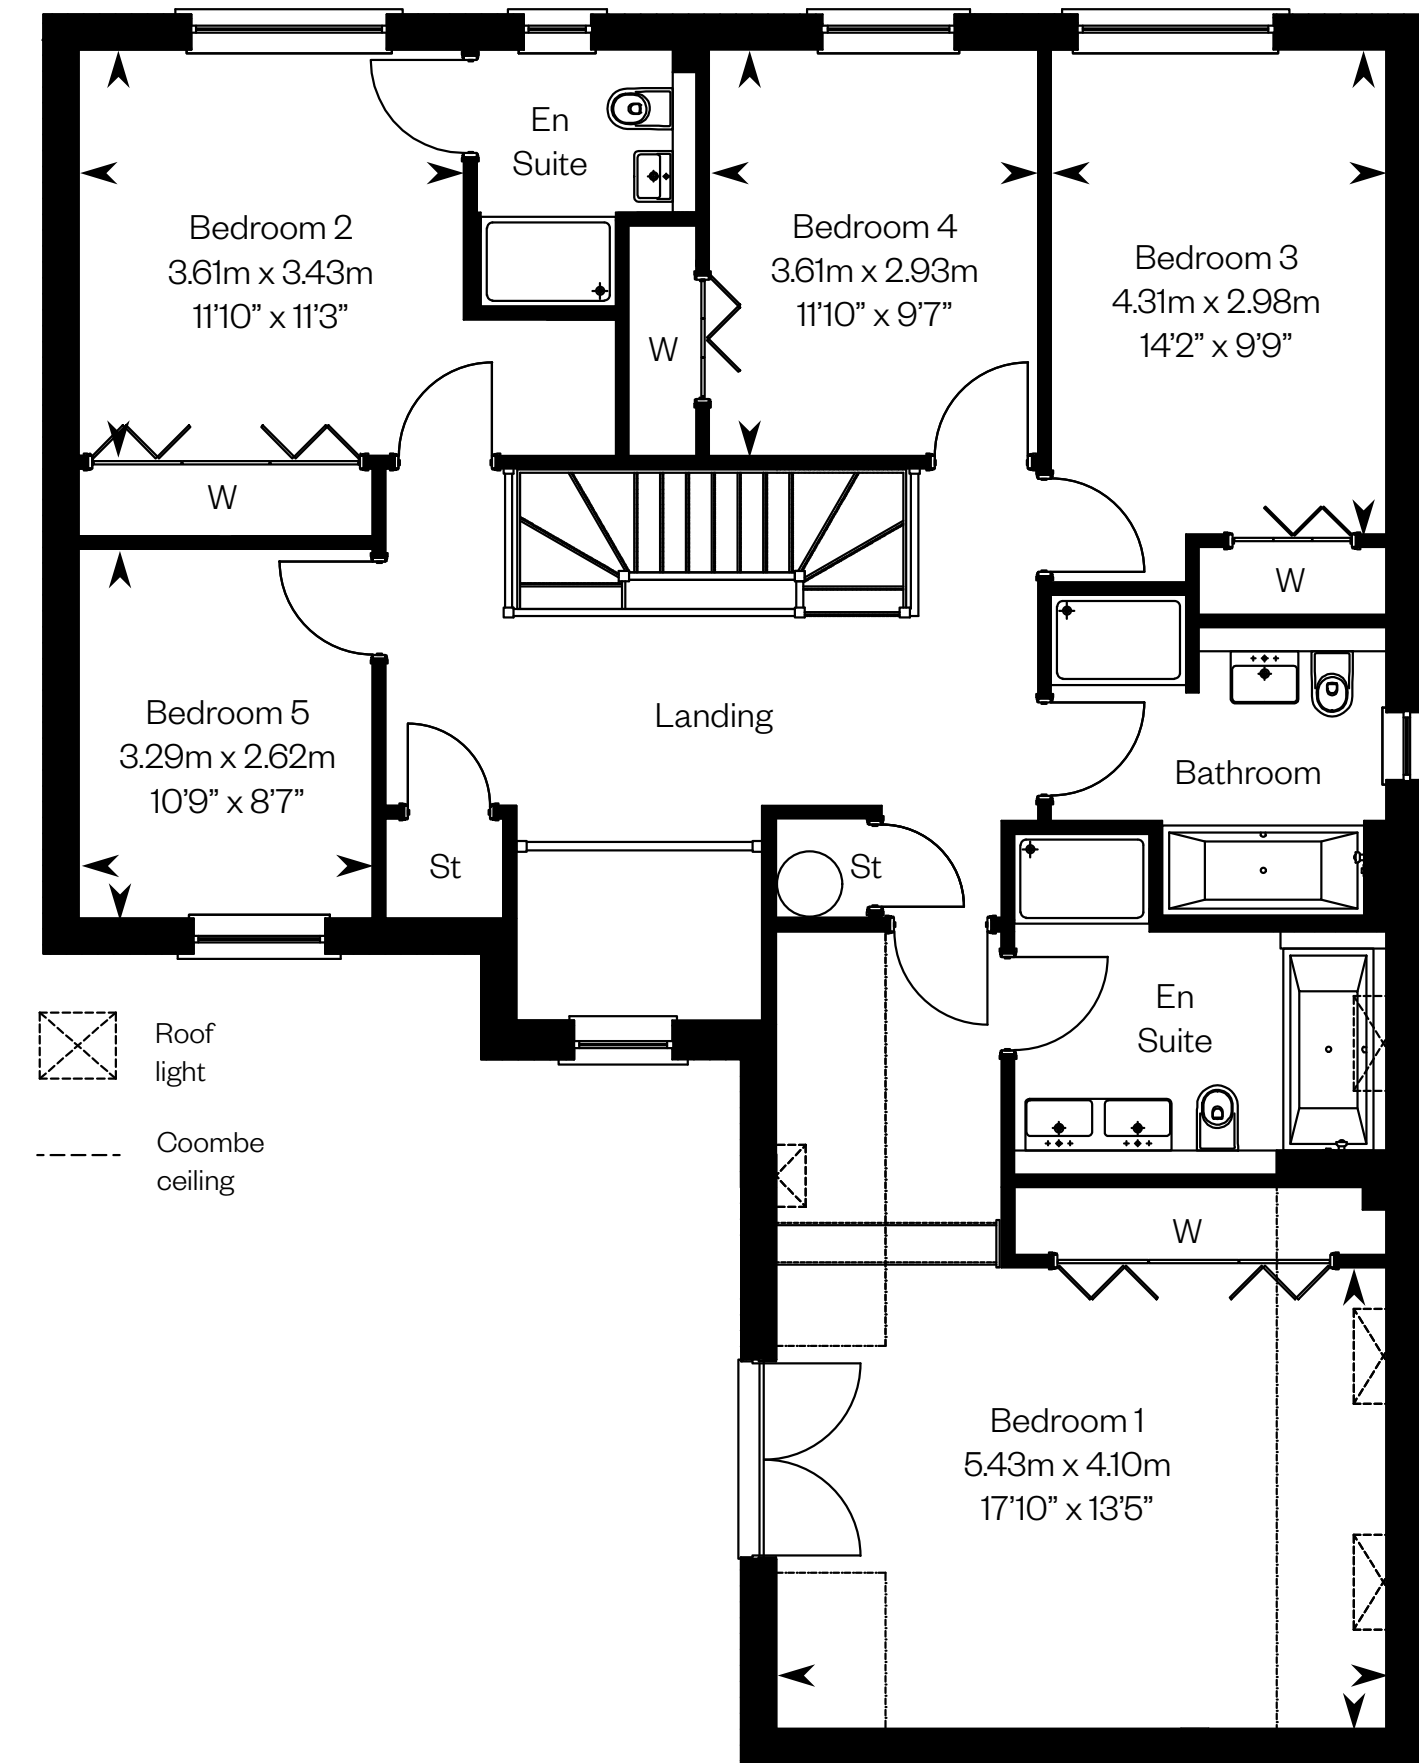 En
Suite
Bedroom 2
3.61m x 3.43m
11'10” x 11'3”
Bedroom 4
3.61m x 2.93m
11'10” x 9'7”
Bedroom 3
4.31m x 2.98m
14'2” x 9'9”
W
W
W
Bedroom 5
3.29m x 2.62m
10'9” x 8'7”
Landing
Bathroom
St
St
En
Suite
Roof
light
Coombe
ceiling
W
Bedroom 1
5.43m x 4.10m
17'10” x 13'5”